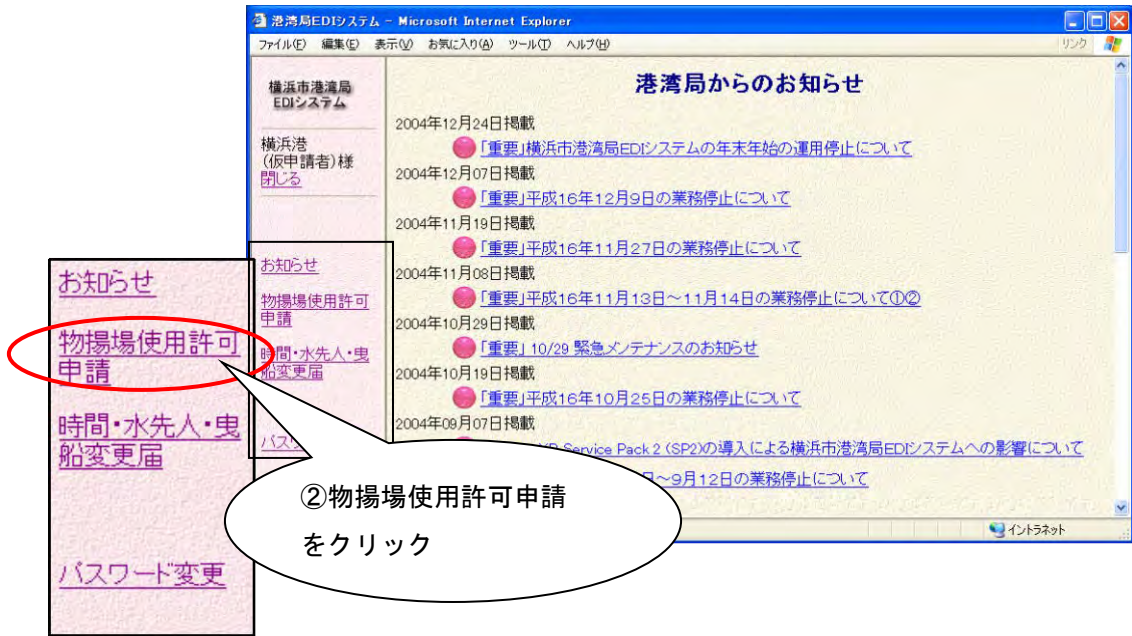 港湾局EDIシステム - Microsoft Internet Explorer
ファイル(F) 編集(E) 表示(V) お気に入り(A) ツール(T) ヘルプ(H)
リンク
横浜市港湾局
EDIシステム
横浜港
(仮申請者)様
閉じる
お知らせ
物揚場使用許可
申請
時間・水先人・曳
船変更届
パスワ
港湾局からのお知らせ
2004年12月24日掲載
「重要」横浜市港湾局EDIシステムの年末年始の運用停止について
2004年12月07日掲載
「重要」平成16年12月9日の業務停止について
2004年11月19日掲載
「重要」平成16年11月27日の業務停止について
2004年11月08日掲載
「重要」平成16年11月13日～11月14日の業務停止について①②
2004年10月29日掲載
「重要」 10/29 緊急メンテナンスのお知らせ
2004年10月19日掲載
「重要」平成16年10月25日の業務停止について
2004年09月07日掲載
Service Pack 2 (SP2)の導入による横浜市港湾局EDIシステムへの影響について
日～9月12日の業務停止について
イントラネット
お知らせ
物揚場使用許可
申請
時間・水先人・曳
船変更届
パスワード変更
②物揚場使用許可申請
をクリック